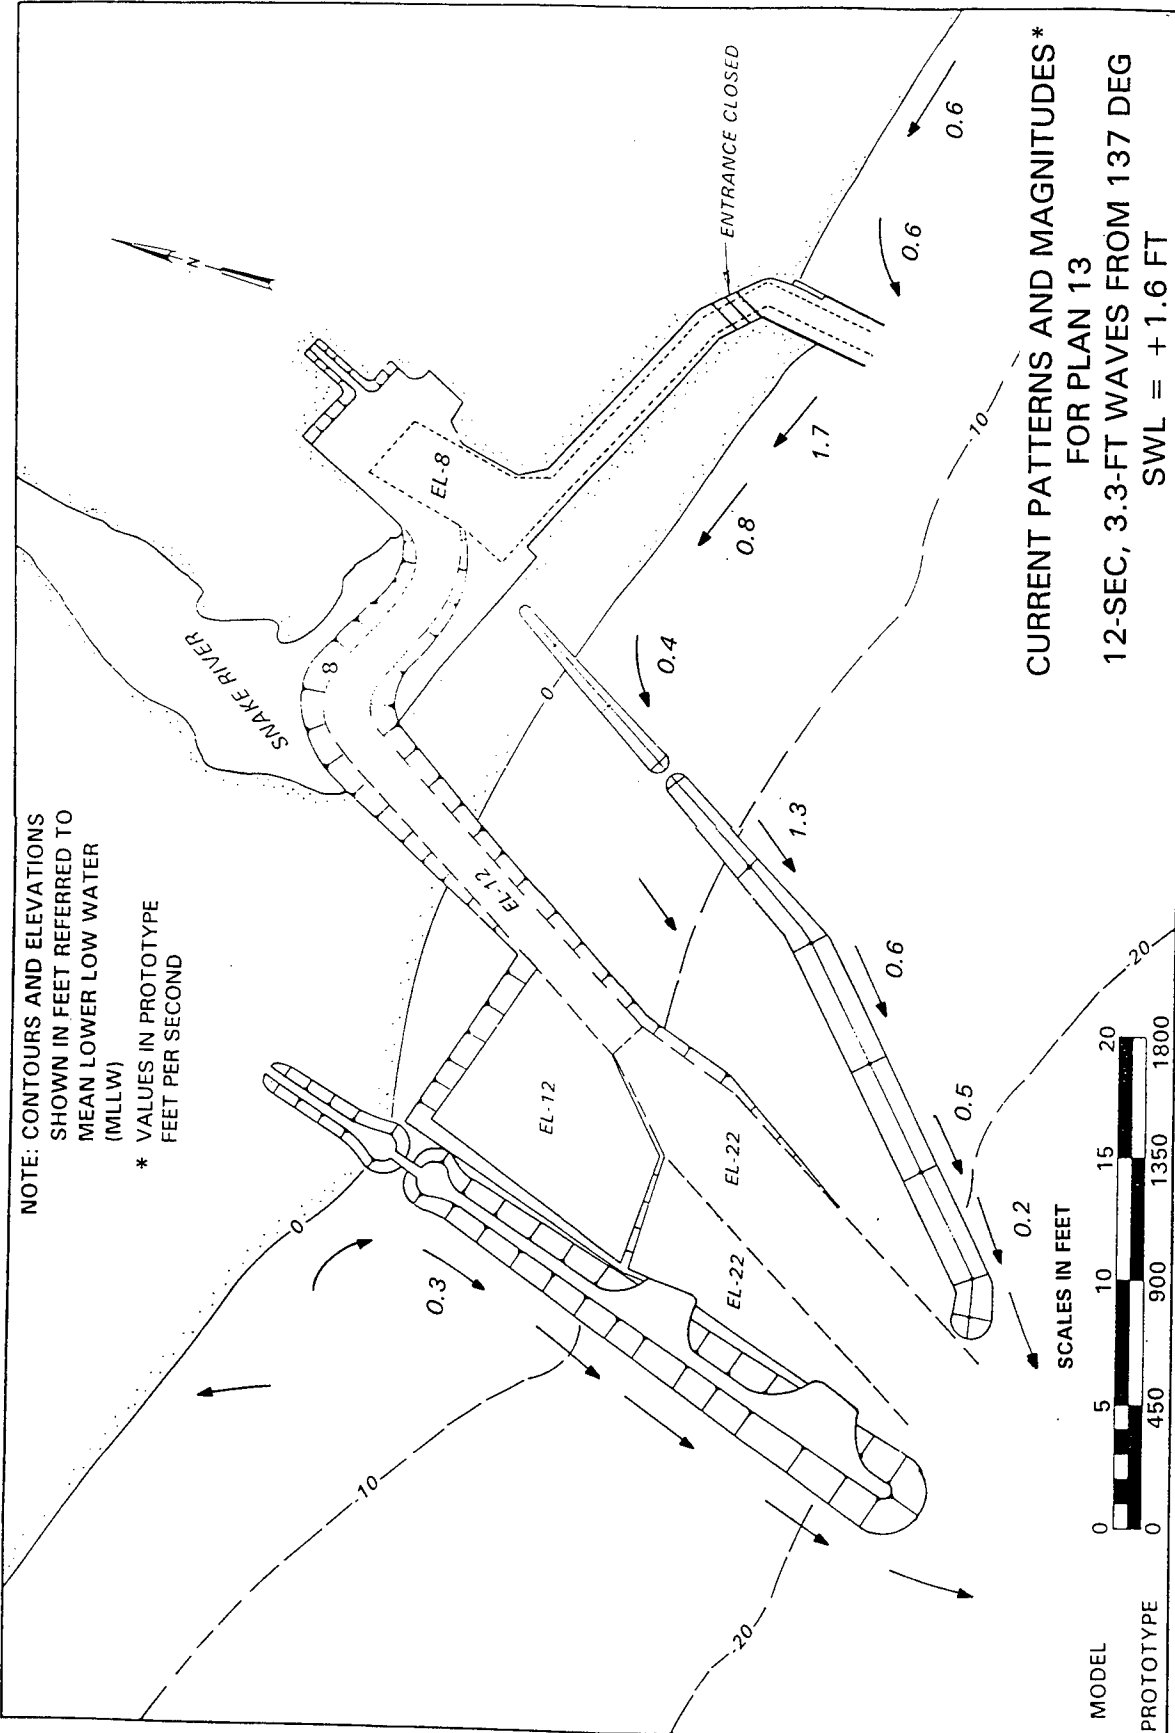 NOTE: CONTOURS AND ELEVATIONS
SHOWN IN FEET REFERRED TO
MEAN LOWER LOW WATER
(MLLW)
* VALUES IN PROTOTYPE
FEET PER SECOND
SNAKE RIVER
N
8
EL-8
ENTRANCE CLOSED
EL-12
EL-12
EL-22
EL-22
0
0
-10
-10
-20
-20
0.3
0.4
0.8
1.7
0.6
0.6
1.3
0.6
0.5
0.2
SCALES IN FEET
MODEL 0 5 10 15 20
PROTOTYPE 0 450 900 1350 1800
CURRENT PATTERNS AND MAGNITUDES*
FOR PLAN 13
12-SEC, 3.3-FT WAVES FROM 137 DEG
SWL = +1.6 FT